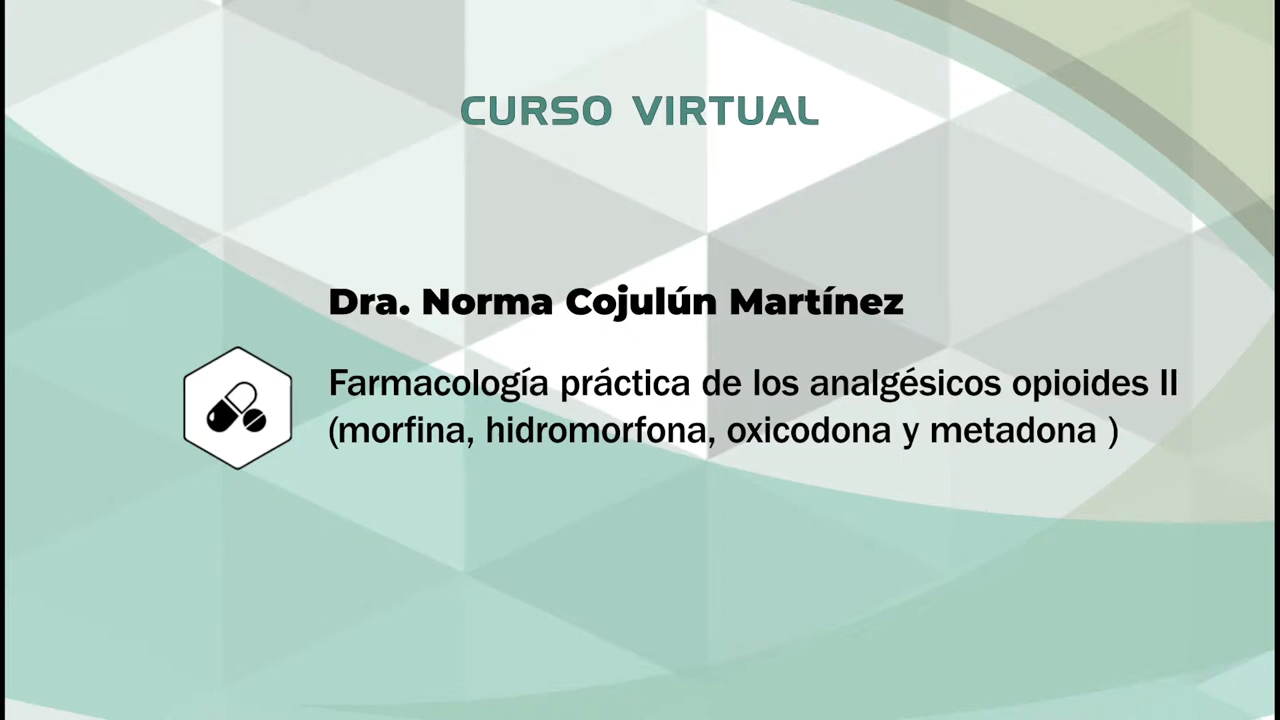 CURSO VIRTUAL
Dra. Norma Cojulún Martínez
Farmacología práctica de los analgésicos opioides II
(morfina, hidromorfona, oxicodona y metadona )